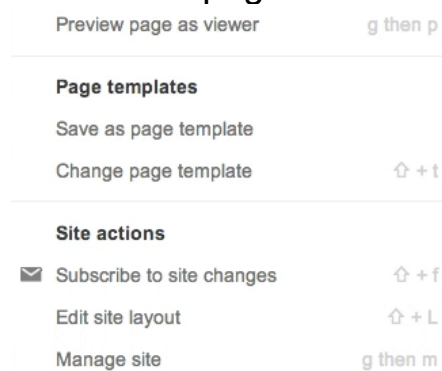 Preview page as viewer g then p
Page templates
Save as page template
Change page template ⇧ + t
Site actions
Subscribe to site changes ⇧ + f
Edit site layout ⇧ + L
Manage site g then m